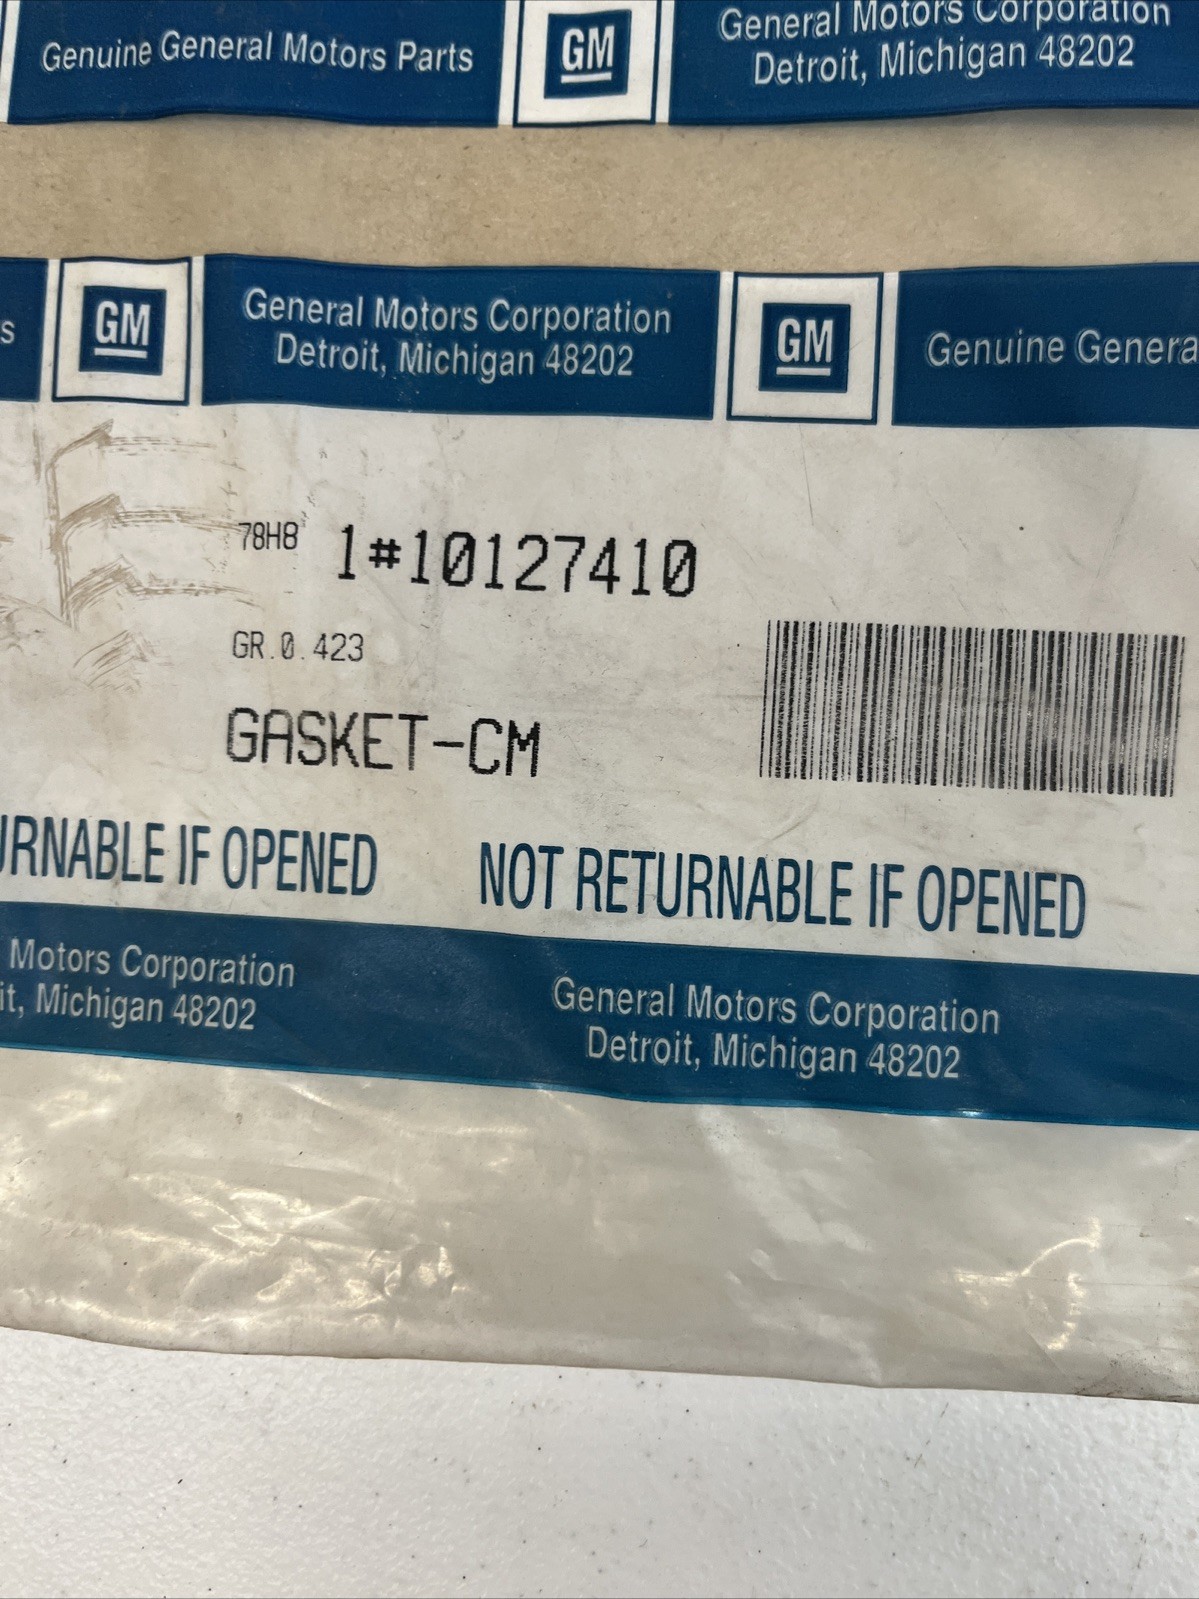 Genuine General Motors Parts
GM
General Motors Corporation
Detroit, Michigan 48202
s
GM
General Motors Corporation
Detroit, Michigan 48202
GM
Genuine Genera
78H8 1#10127410
GR.0.423
GASKET-CM
URNABLE IF OPENED
NOT RETURNABLE IF OPENED
Motors Corporation
it, Michigan 48202
General Motors Corporation
Detroit, Michigan 48202